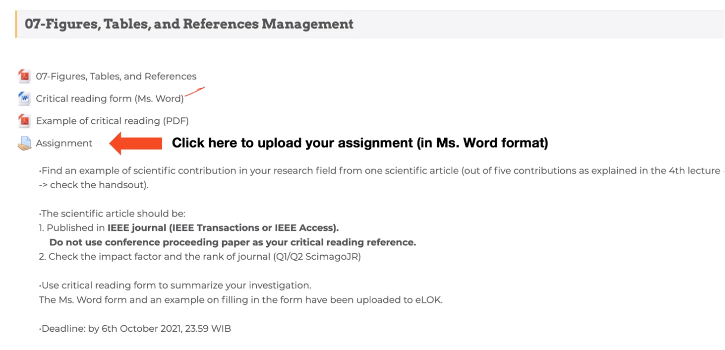 07-Figures, Tables, and References Management
07-Figures, Tables, and References
Critical reading form (Ms. Word)
Example of critical reading (PDF)
Assignment Click here to upload your assignment (in Ms. Word format)
•Find an example of scientific contribution in your research field from one scientific article (out of five contributions as explained in the 4th lecture -
-> check the handsout).
•The scientific article should be:
1. Published in IEEE journal (IEEE Transactions or IEEE Access).
Do not use conference proceeding paper as your critical reading reference.
2. Check the impact factor and the rank of journal (Q1/Q2 ScimagoJR)
•Use critical reading form to summarize your investigation.
The Ms. Word form and an example on filling in the form have been uploaded to eLOK.
•Deadline: by 6th October 2021, 23.59 WIB